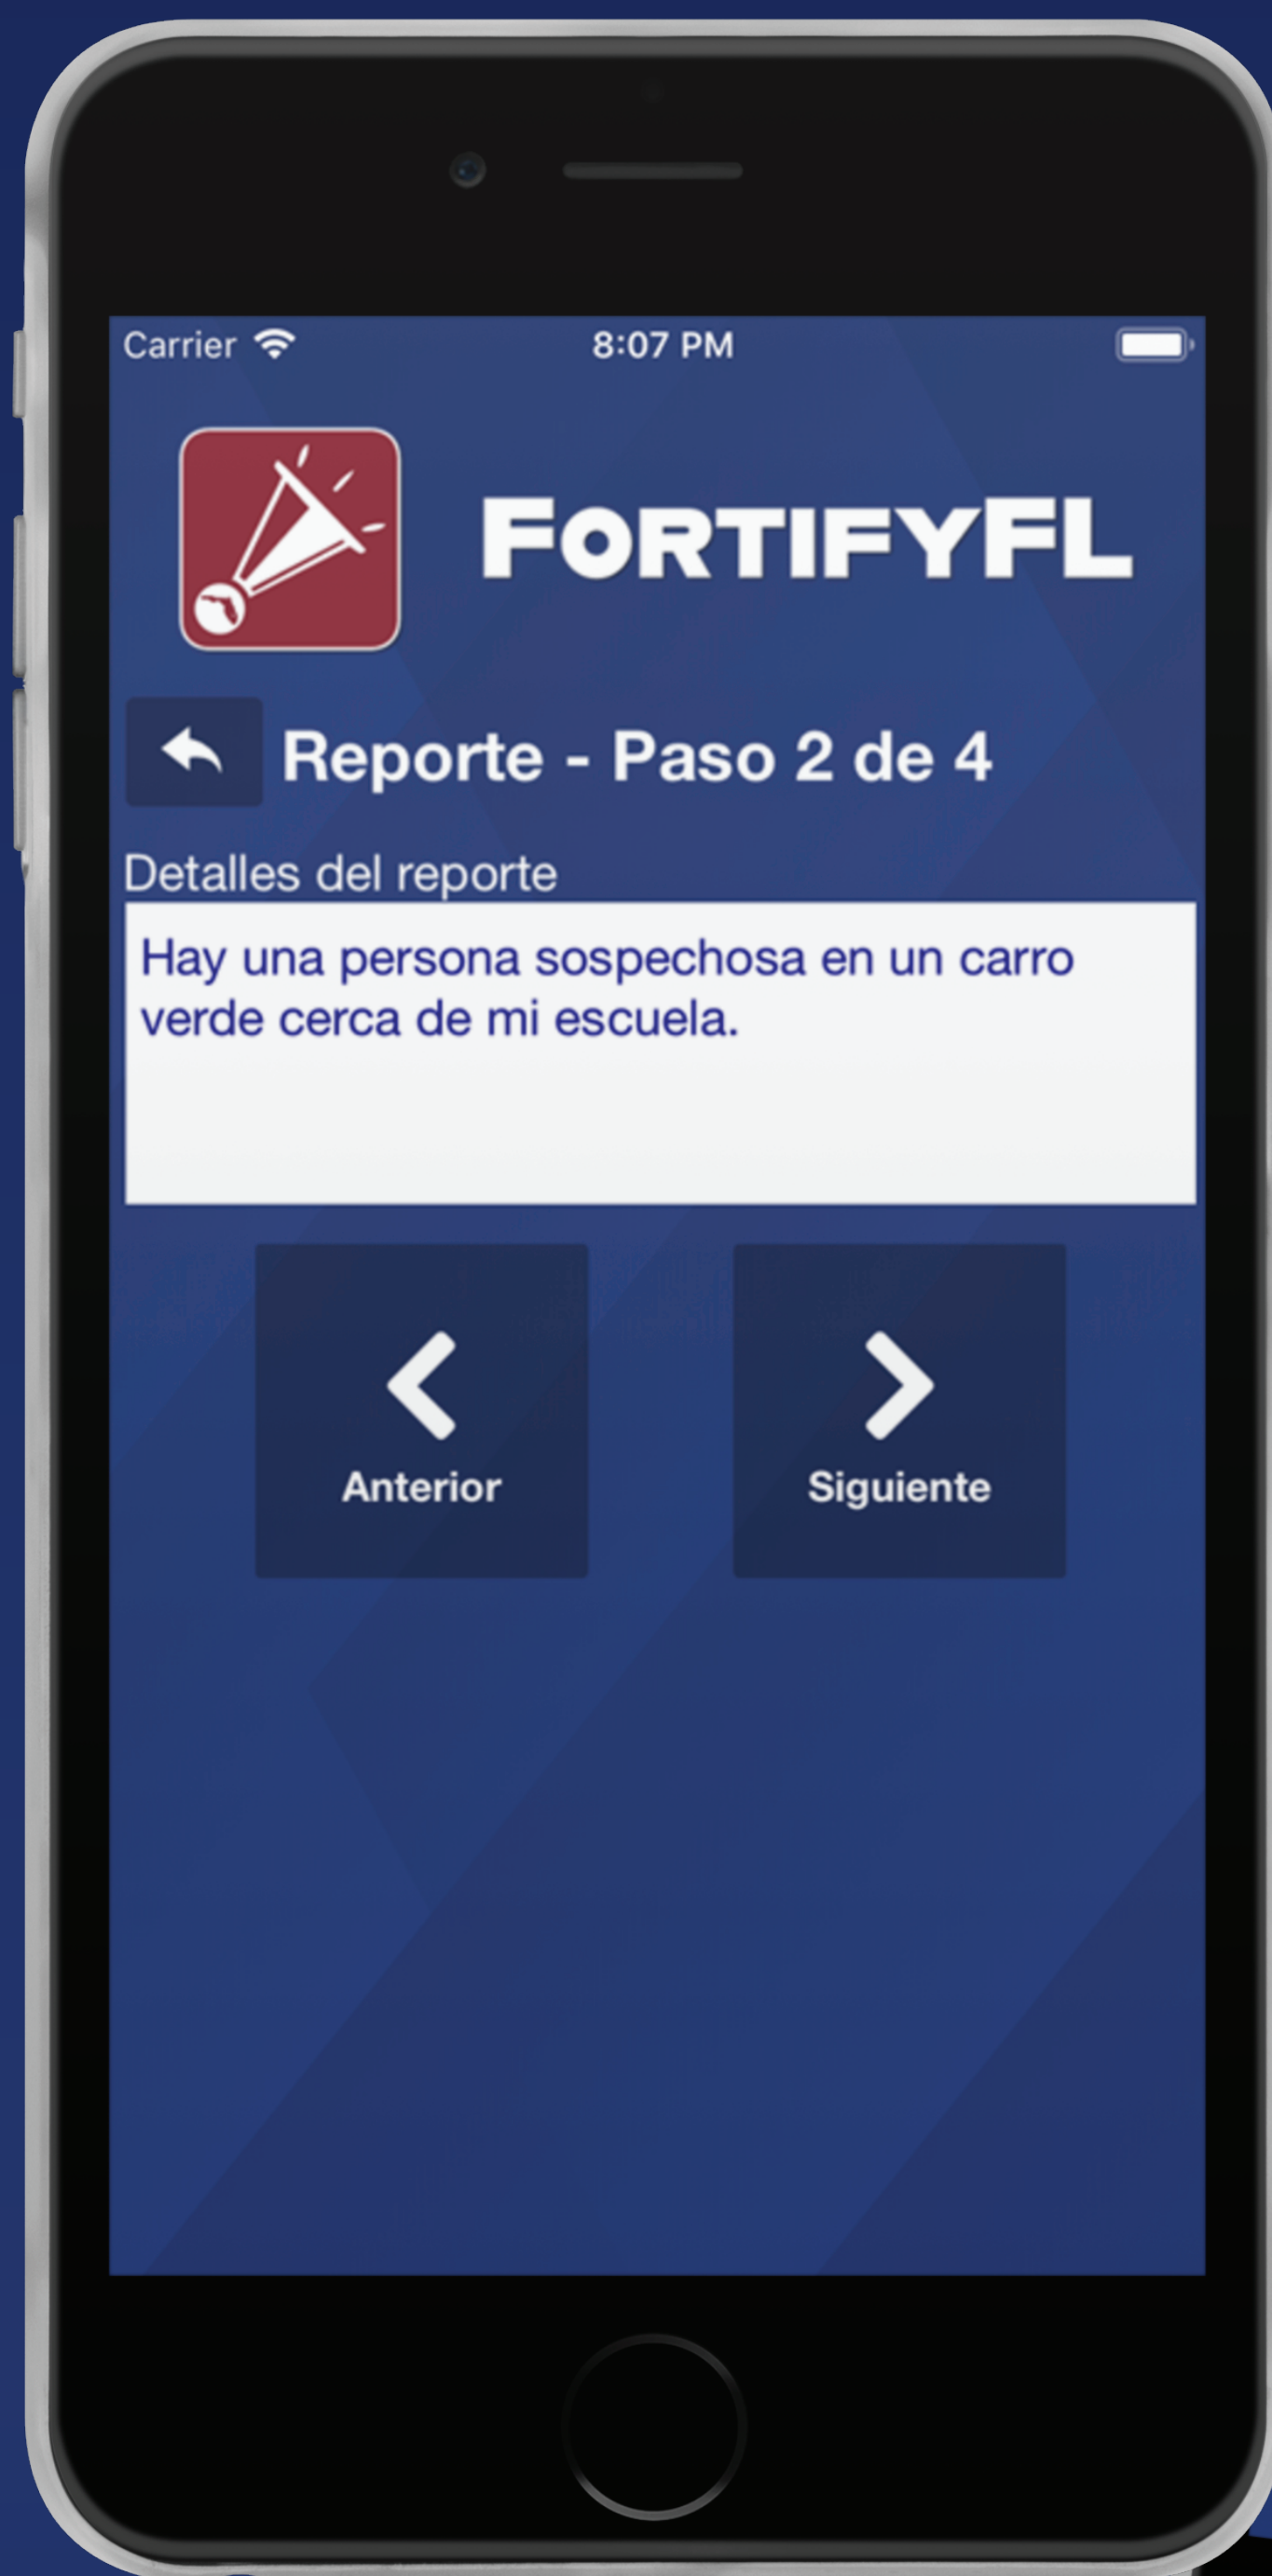 Carrier 8:07 PM
FORTIFYFL
Reporte - Paso 2 de 4
Detalles del reporte
Hay una persona sospechosa en un carro
verde cerca de mi escuela.
Anterior Siguiente